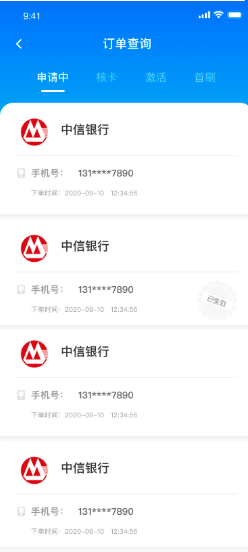 9:41
订单查询
申请中 核卡 激活 首刷
中信银行
手机号： 131****7890
下单时间：2020-09-10 12:34:56
中信银行
手机号： 131****7890
下单时间：2020-09-10 12:34:56
已失效
中信银行
手机号： 131****7890
下单时间：2020-09-10 12:34:56
中信银行
手机号： 131****7890
下单时间：2020-09-10 12:34:56